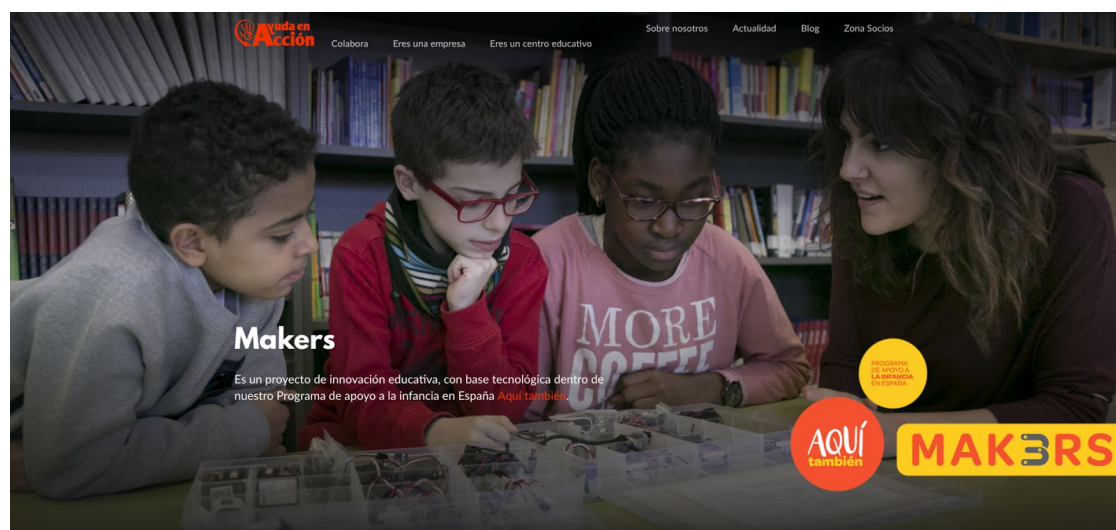 Ayuda en
Acción
Colabora
Eres una empresa
Eres un centro educativo
Sobre nosotros
Actualidad
Blog
Zona Socios
MORE
COFFEE
Makers
Es un proyecto de innovación educativa, con base tecnológica dentro de
nuestro Programa de apoyo a la infancia en España Aquí también.
PROGRAMA
DE APOYO A
LA INFANCIA
EN ESPAÑA
AQUÍ
también
MAK3RS